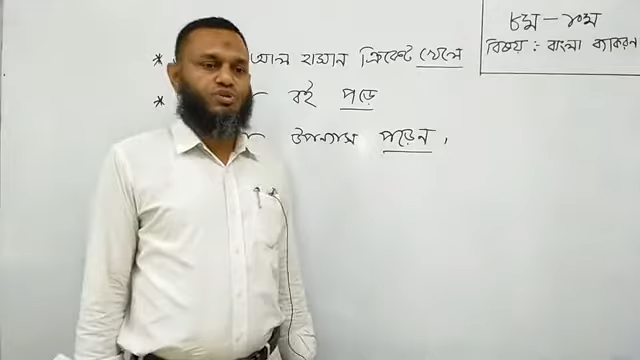 ৮ম - ১০ম
বিষয় : বাংলা ব্যাকরণ
* আল হাসান ক্রিকেট খেলে
* বই পড়ে
উপন্যাস পড়েন ।